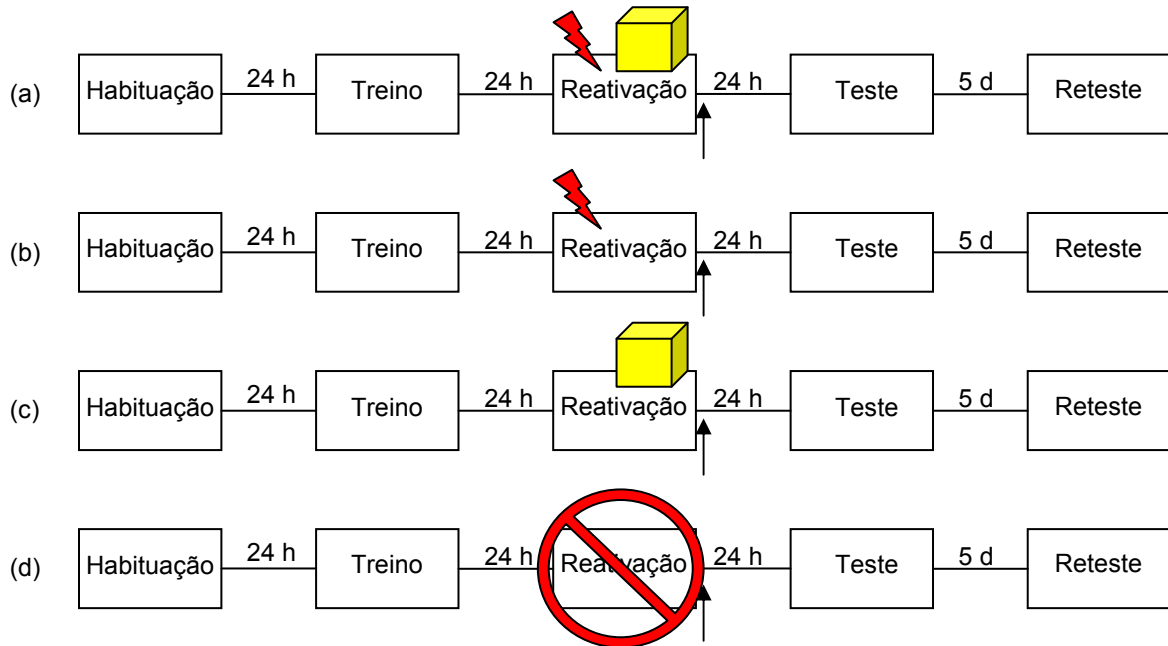 (a) Habituação 24 h Treino 24 h Reativação 24 h Teste 5 d Reteste
(b) Habituação 24 h Treino 24 h Reativação 24 h Teste 5 d Reteste
(c) Habituação 24 h Treino 24 h Reativação 24 h Teste 5 d Reteste
(d) Habituação 24 h Treino 24 h Reativação 24 h Teste 5 d Reteste